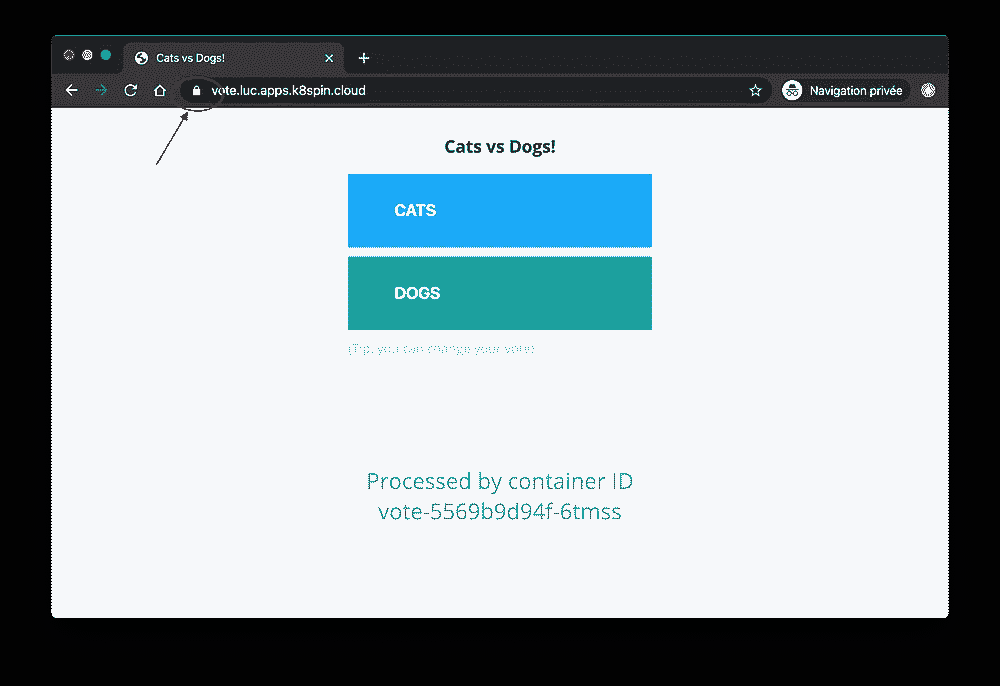 Cats vs Dogs!
vote.luc.apps.k8spin.cloud
Navigation privée
Cats vs Dogs!
CATS
DOGS
(Tip: you can change your vote)
Processed by container ID
vote-5569b9d94f-6tmss